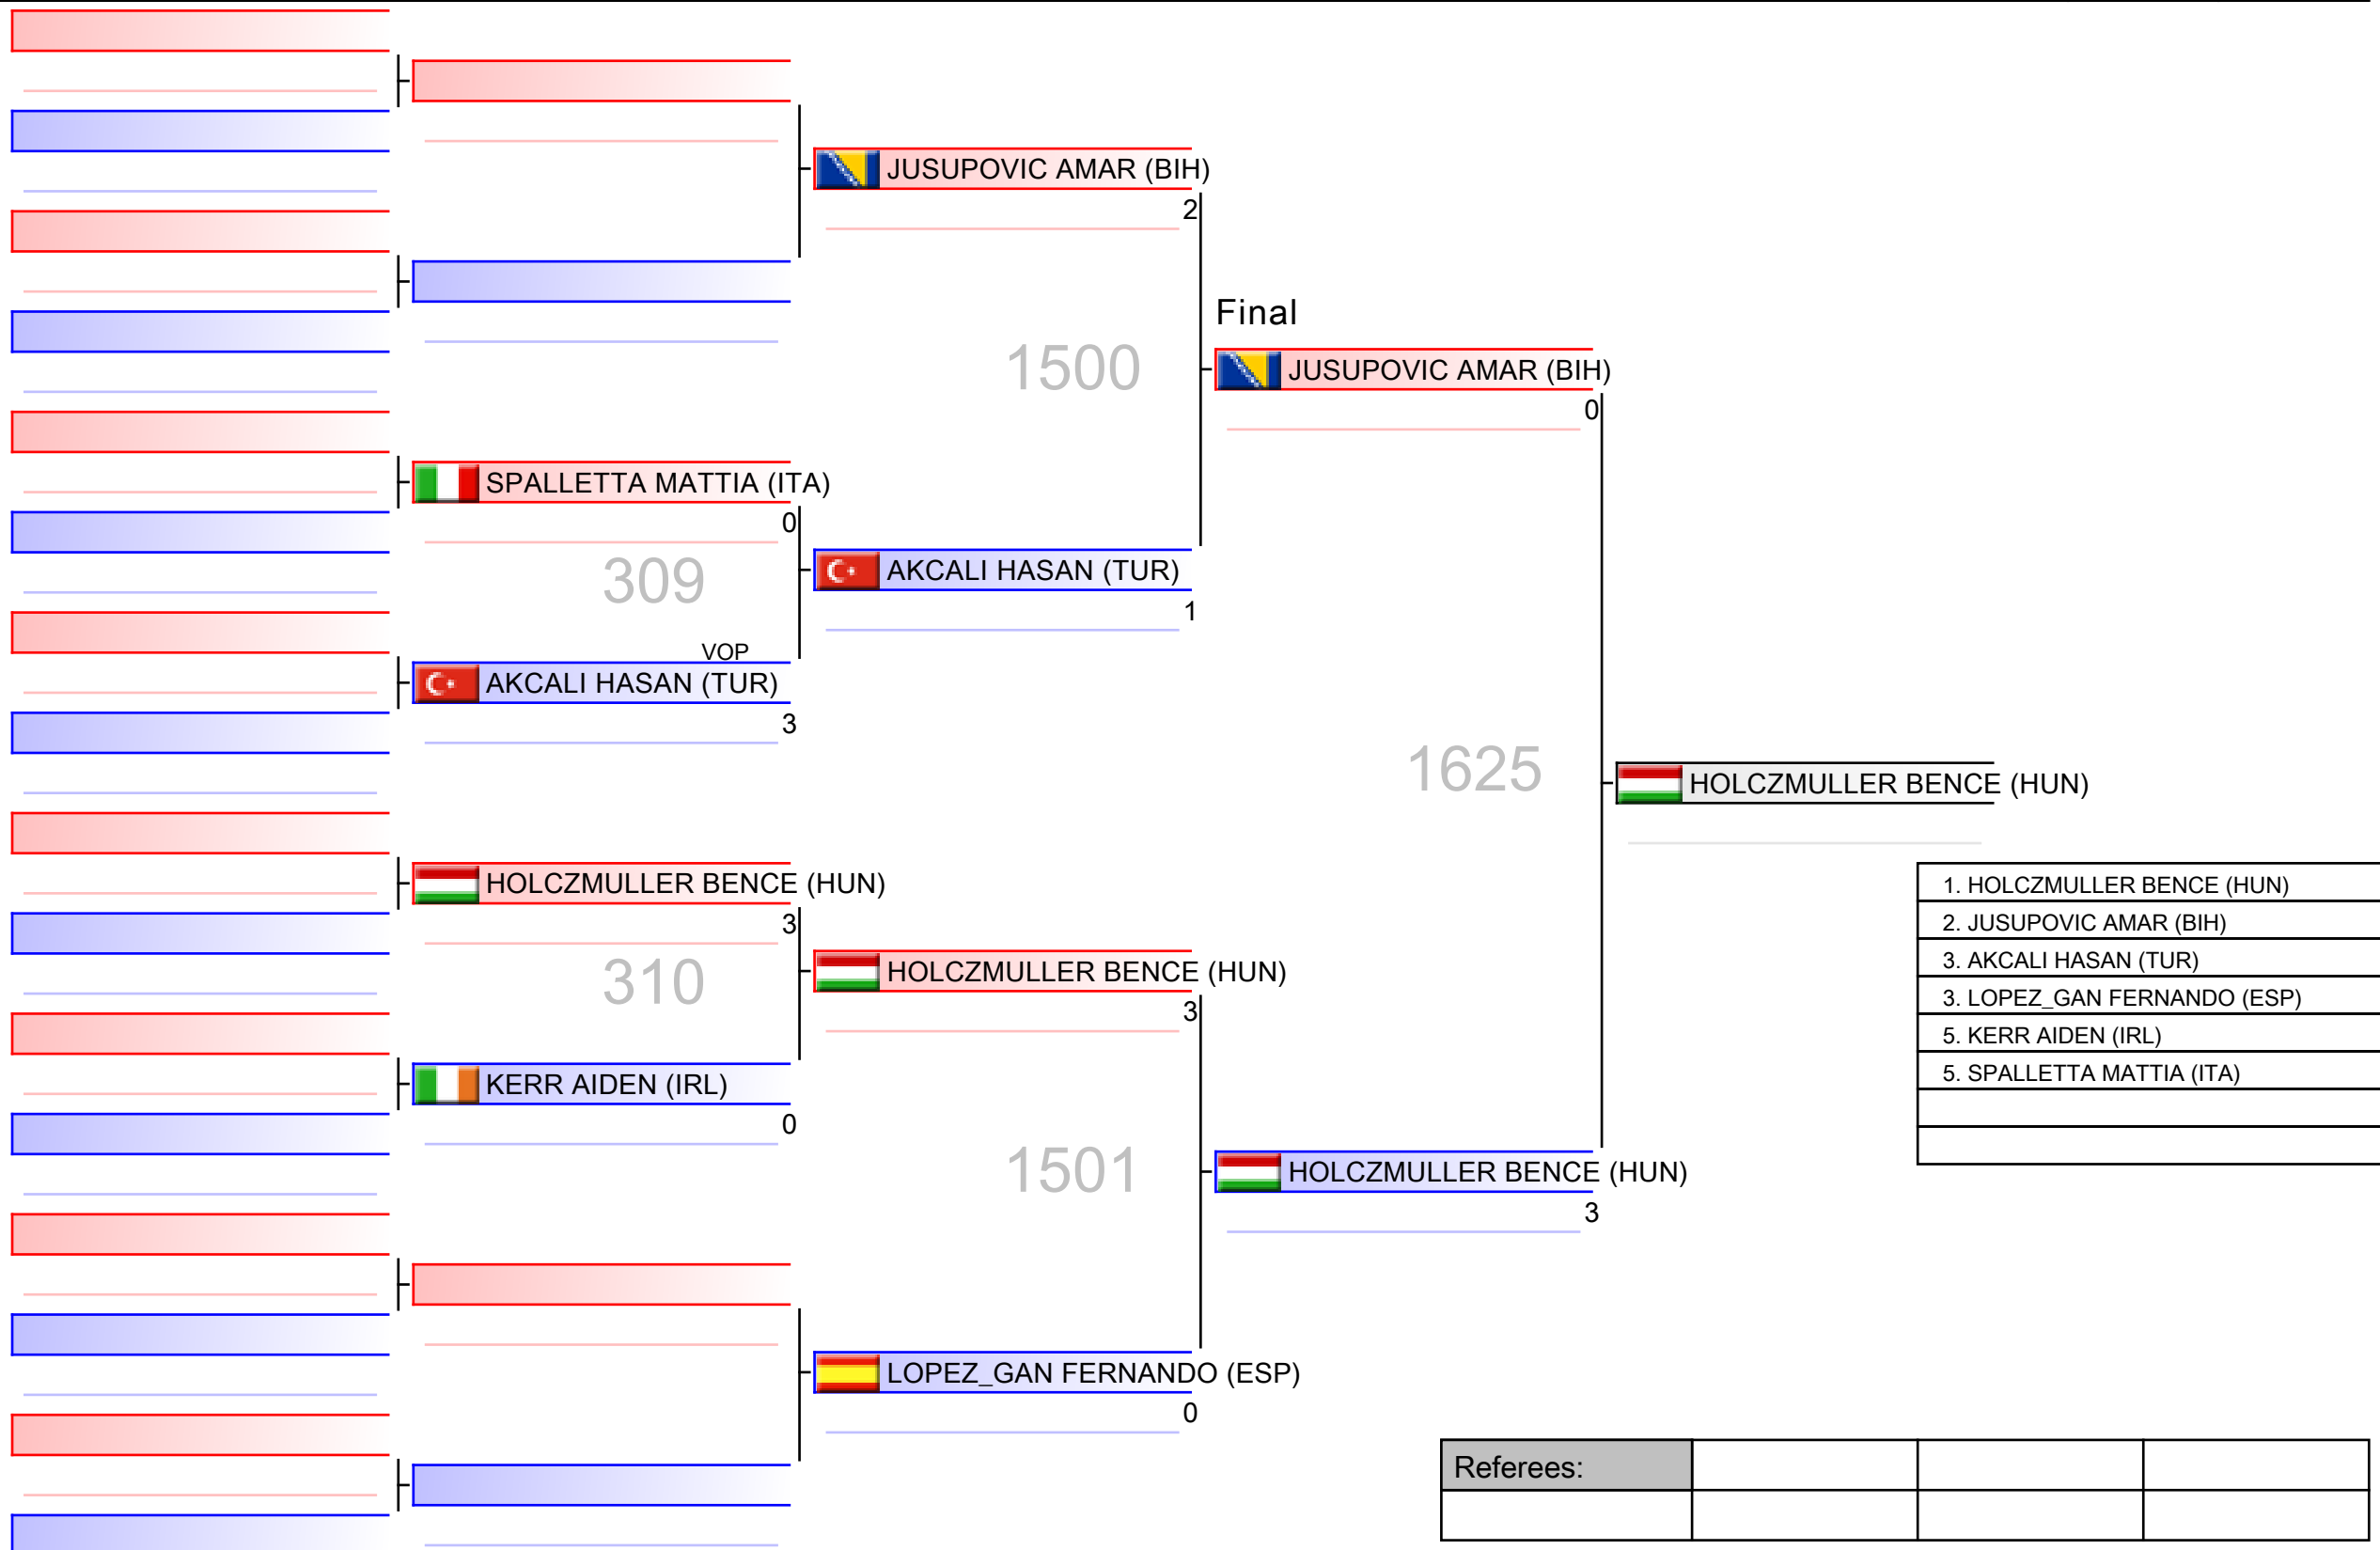 JUSUPOVIC AMAR (BIH)
2
Final
1500
JUSUPOVIC AMAR (BIH)
0
SPALLETTA MATTIA (ITA)
0
309
AKCALI HASAN (TUR)
1
VOP
AKCALI HASAN (TUR)
3
1625
HOLCZMULLER BENCE (HUN)
HOLCZMULLER BENCE (HUN)
3
310
HOLCZMULLER BENCE (HUN)
3
KERR AIDEN (IRL)
0
1501
HOLCZMULLER BENCE (HUN)
3
LOPEZ_GAN FERNANDO (ESP)
0
1. HOLCZMULLER BENCE (HUN)
2. JUSUPOVIC AMAR (BIH)
3. AKCALI HASAN (TUR)
3. LOPEZ_GAN FERNANDO (ESP)
5. KERR AIDEN (IRL)
5. SPALLETTA MATTIA (ITA)
Referees: